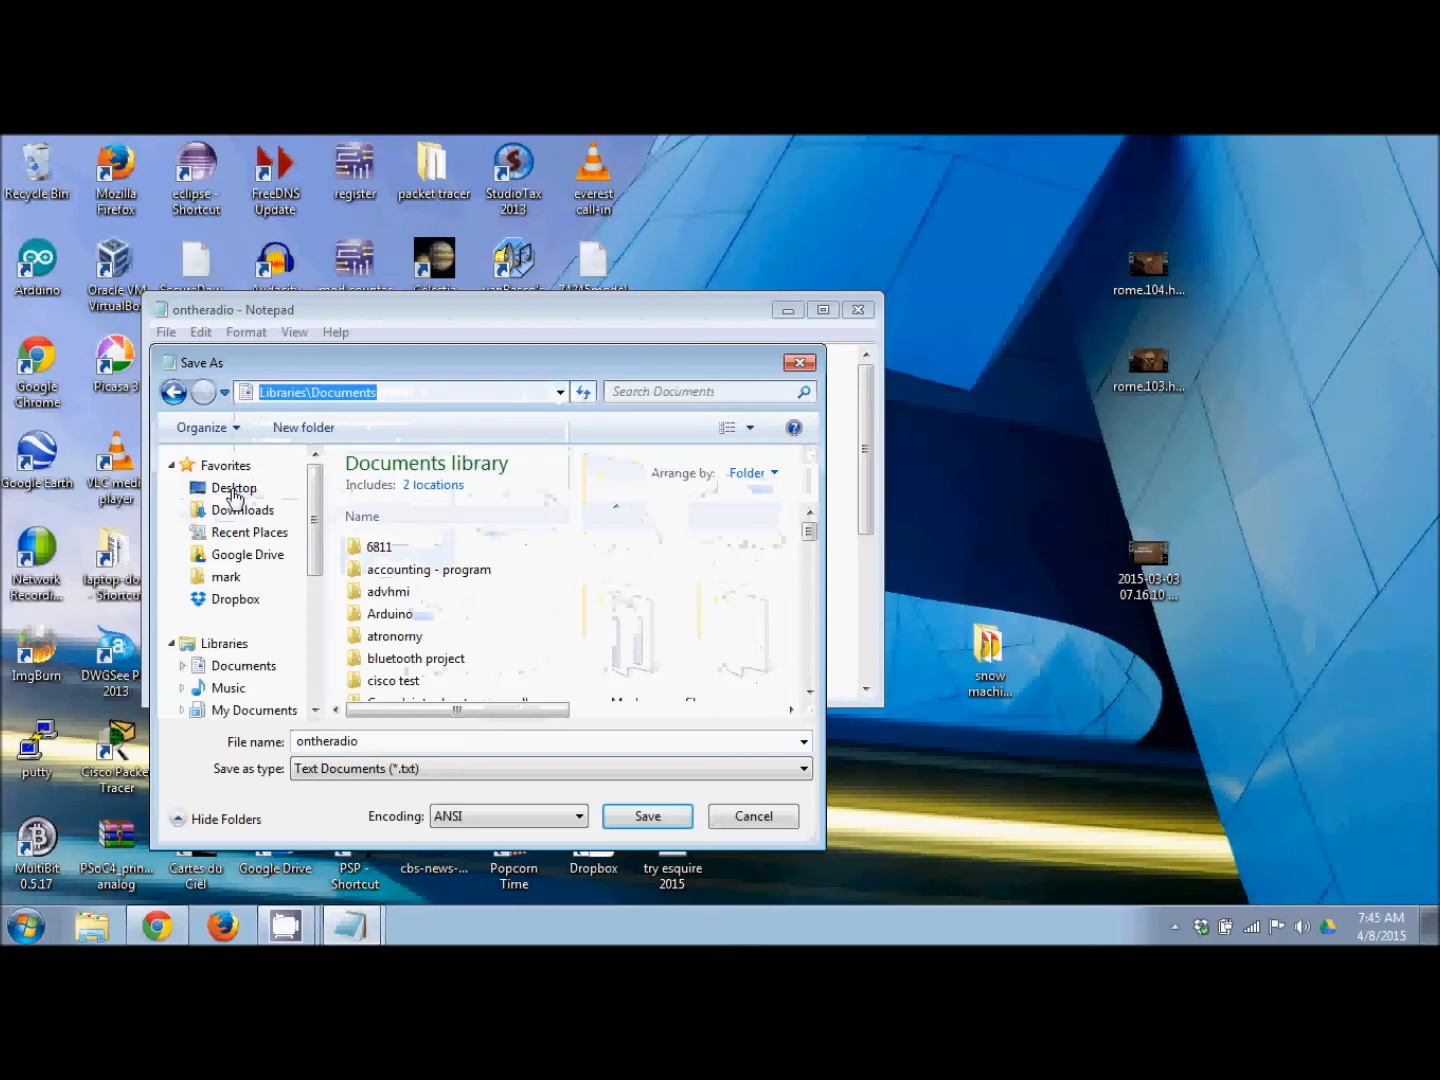 Recycle Bin
Mozilla
Firefox
eclipse -
Shortcut
FreeDNS
Update
register
packet tracer
StudioTax
2013
everest
call-in
Arduino
Oracle VM
VirtualBo
rome.104.h...
ontheradio - Notepad
File Edit Format View Help
Save As
Libraries\Documents
Search Documents
Organize
New folder
Google
Chrome
Picasa 3
rome.103.h...
Favorites
Desktop
Downloads
Recent Places
Google Drive
mark
Dropbox
Libraries
Documents
Music
My Documents
Documents library
Includes: 2 locations
Arrange by: Folder
Name
6811
accounting - program
advhmi
Arduino
atronomy
bluetooth project
cisco test
Google Earth
VLC medi
player
Network
Recordi...
laptop-do
- Shortcu
2015-03-03
07.16.10 ...
ImgBurn
DWGSee P
2013
snow
machi...
File name: ontheradio
Save as type: Text Documents (*.txt)
Hide Folders
Encoding: ANSI
Save
Cancel
putty
Cisco Packe
Tracer
MultiBit
0.5.17
PSoC4_prin...
analog
Cartes du
Ciel
Google Drive
PSP -
Shortcut
cbs-news-...
Popcorn
Time
Dropbox
try esquire
2015
7:45 AM
4/8/2015